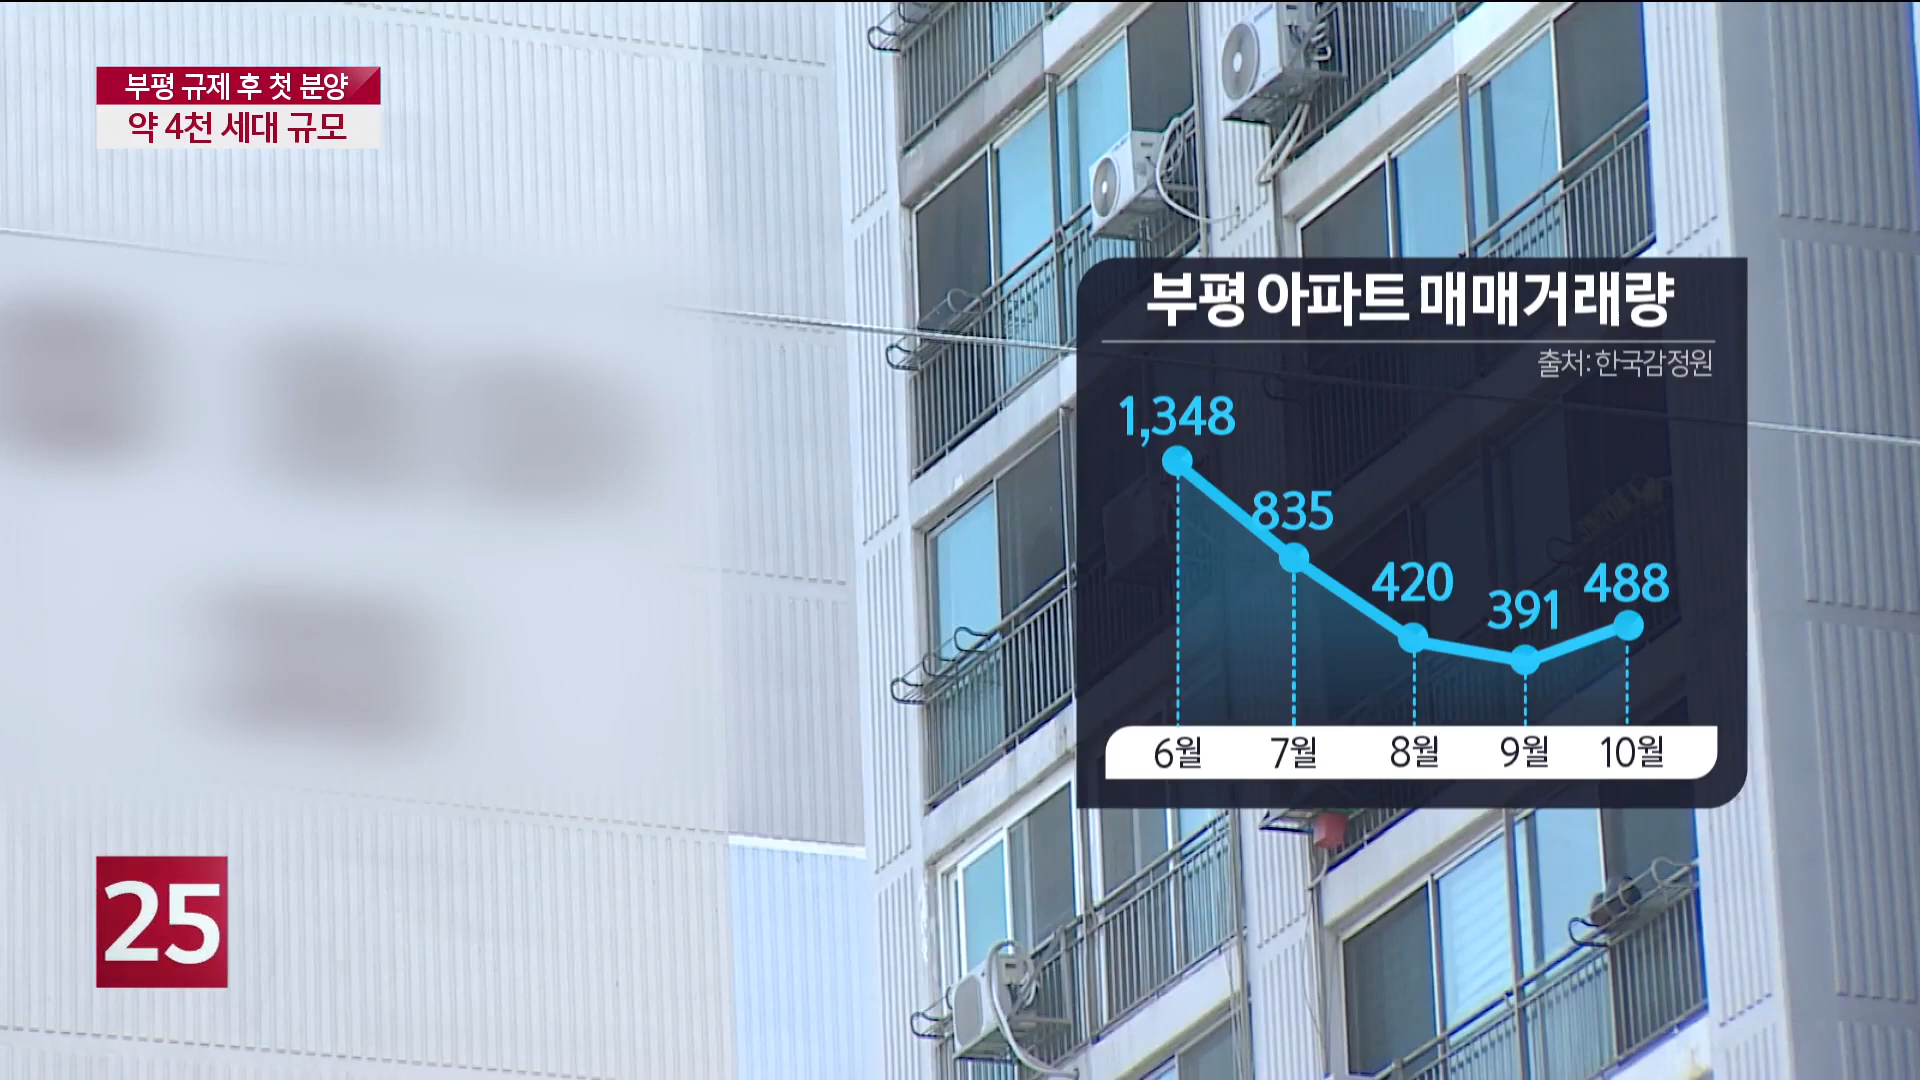 부평 규제 후 첫 분양
약 4천 세대 규모
부평 아파트 매매거래량
출처: 한국감정원
1,348
835
420
391
488
6월
7월
8월
9월
10월
25